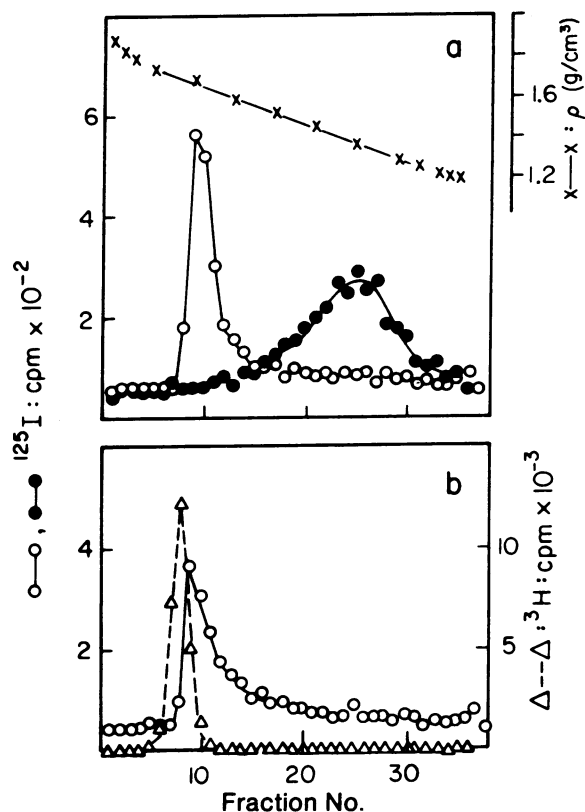 a
6
4
2
1.6
1.2
x—x : ρ (g/cm³)
¹²⁵I : cpm x 10⁻²
b
4
2
10
5
Δ--Δ : ³H : cpm x 10⁻³
10
20
30
Fraction No.